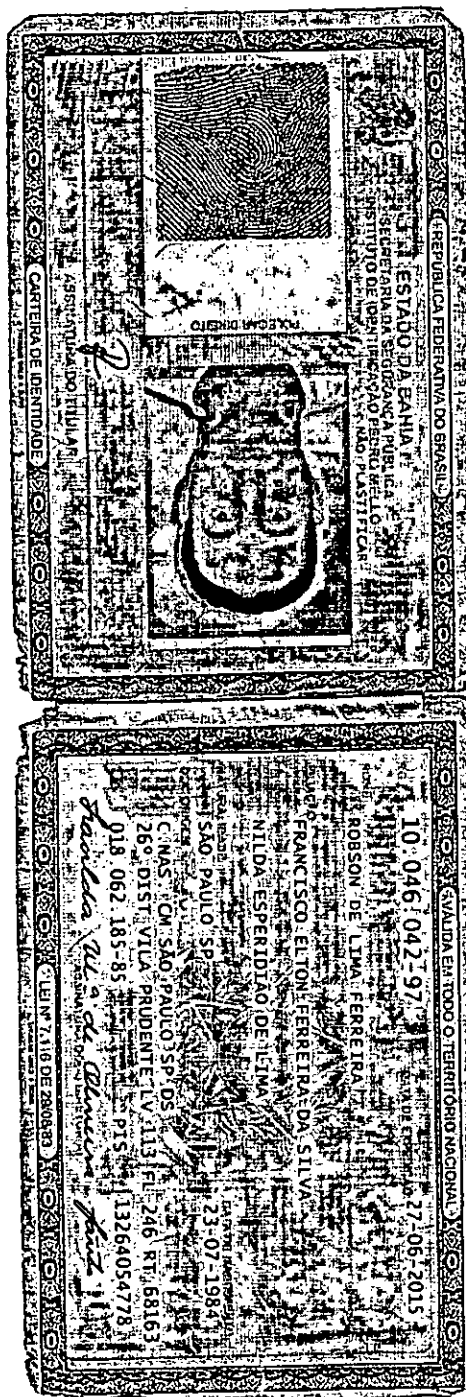 REPÚBLICA FEDERATIVA DO BRASIL
ESTADO DA BAHIA
SECRETARIA DA SEGURANÇA PÚBLICA
INSTITUTO DE IDENTIFICAÇÃO PEDRO MELLO
NÃO PLASTIFICAR
POLEGAR DIREITO
ASSINATURA DO TITULAR
CARTEIRA DE IDENTIDADE
VÁLIDA EM TODO O TERRITÓRIO NACIONAL
10 046 042-97 27-06-2015
ROBSON DE LIMA FERREIRA
FRANCISCO ELTON FERREIRA DA SILVA
NILDA ESPERIDIÃO DE LIMA
SÃO PAULO SP 23-07-1984
C NAS CM SÃO PAULO SP DS
26º DIST VILA PRUDENTE LV 113 FL 246 RT 68163
018 062 185-85 PIS 13264054778
LEI Nº 7.116 DE 29/08/83